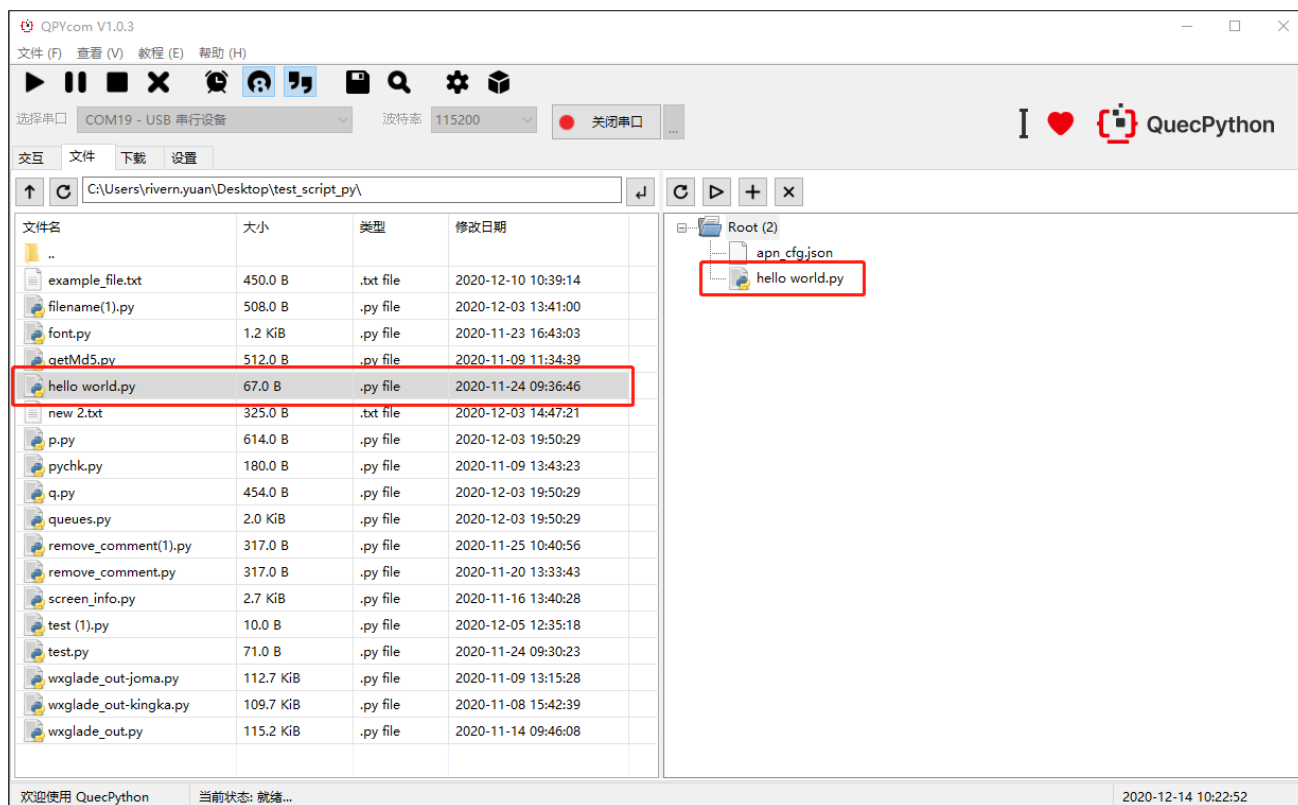 QPYcom V1.0.3
文件 (F) 查看 (V) 教程 (E) 帮助 (H)
选择串口 COM19 - USB 串行设备 波特率 115200 关闭串口 ...
I QuecPython
交互 文件 下载 设置
C:\Users\rivern.yuan\Desktop\test_script_py\
文件名 大小 类型 修改日期
Root (2)
..
apn_cfg.json
example_file.txt 450.0 B .txt file 2020-12-10 10:39:14
hello world.py
filename(1).py 508.0 B .py file 2020-12-03 13:41:00
font.py 1.2 KiB .py file 2020-11-23 16:43:03
getMd5.py 512.0 B .py file 2020-11-09 11:34:39
hello world.py 67.0 B .py file 2020-11-24 09:36:46
new 2.txt 325.0 B .txt file 2020-12-03 14:47:21
p.py 614.0 B .py file 2020-12-03 19:50:29
pychk.py 180.0 B .py file 2020-11-09 13:43:23
q.py 454.0 B .py file 2020-12-03 19:50:29
queues.py 2.0 KiB .py file 2020-12-03 19:50:29
remove_comment(1).py 317.0 B .py file 2020-11-25 10:40:56
remove_comment.py 317.0 B .py file 2020-11-20 13:33:43
screen_info.py 2.7 KiB .py file 2020-11-16 13:40:28
test (1).py 10.0 B .py file 2020-12-05 12:35:18
test.py 71.0 B .py file 2020-11-24 09:30:23
wxglade_out-joma.py 112.7 KiB .py file 2020-11-09 13:15:28
wxglade_out-kingka.py 109.7 KiB .py file 2020-11-08 15:42:39
wxglade_out.py 115.2 KiB .py file 2020-11-14 09:46:08
欢迎使用 QuecPython 当前状态: 就绪... 2020-12-14 10:22:52